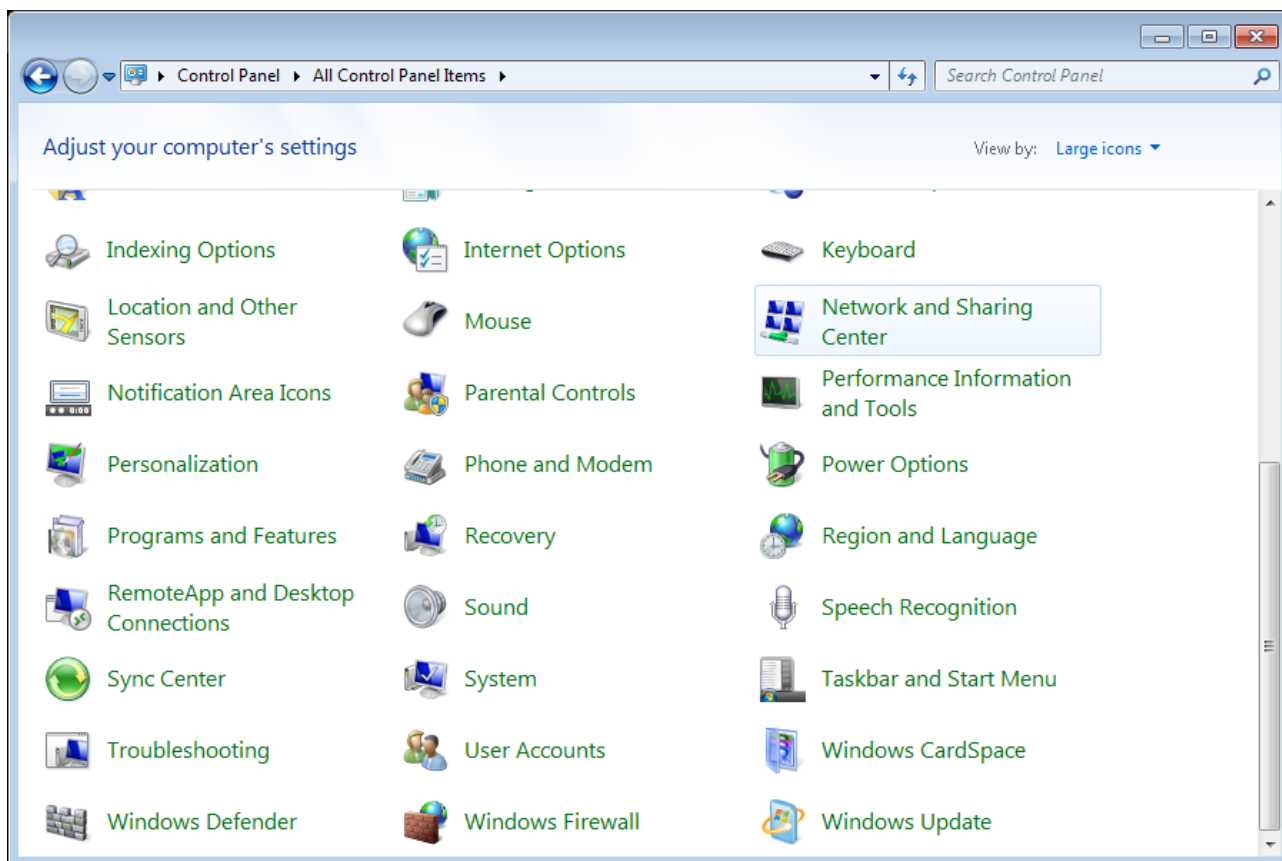 Control Panel All Control Panel Items Search Control Panel
Adjust your computer's settings View by: Large icons
Indexing Options Internet Options Keyboard
Location and Other Sensors Mouse Network and Sharing Center
Notification Area Icons Parental Controls Performance Information and Tools
Personalization Phone and Modem Power Options
Programs and Features Recovery Region and Language
RemoteApp and Desktop Connections Sound Speech Recognition
Sync Center System Taskbar and Start Menu
Troubleshooting User Accounts Windows CardSpace
Windows Defender Windows Firewall Windows Update